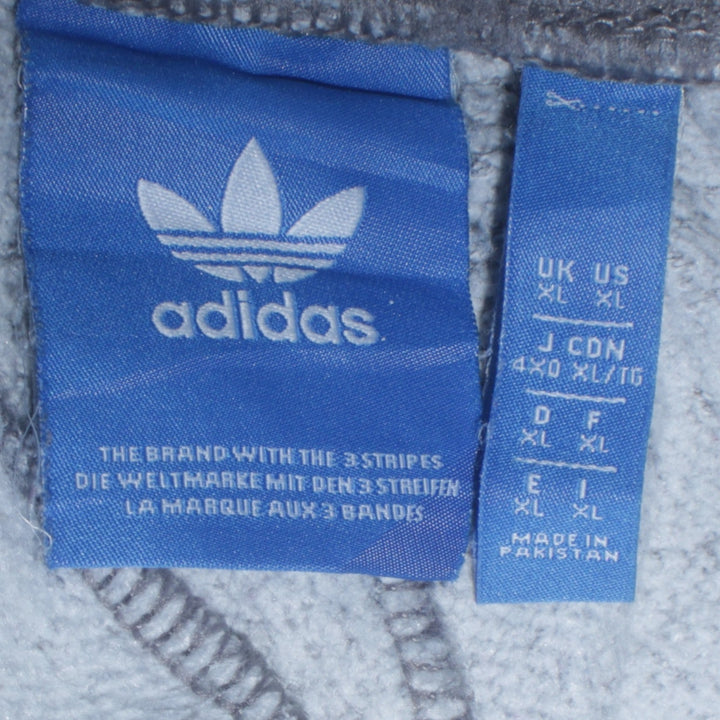 adidas
THE BRAND WITH THE 3 STRIPES
DIE WELTMARKE MIT DEN 3 STREIFEN
LA MARQUE AUX 3 BANDES
UK US
XL XL
J CDN
4XO XL/TG
D F
XL XL
E I
XL XL
MADE IN
PAKISTAN